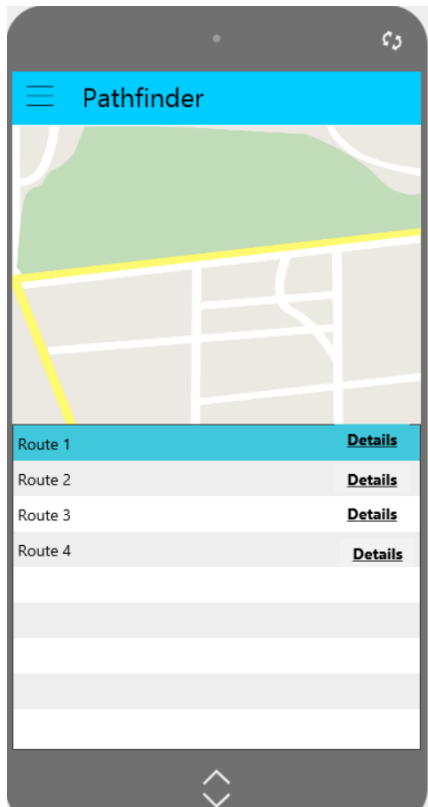 Pathfinder
Route 1 Details
Route 2 Details
Route 3 Details
Route 4 Details